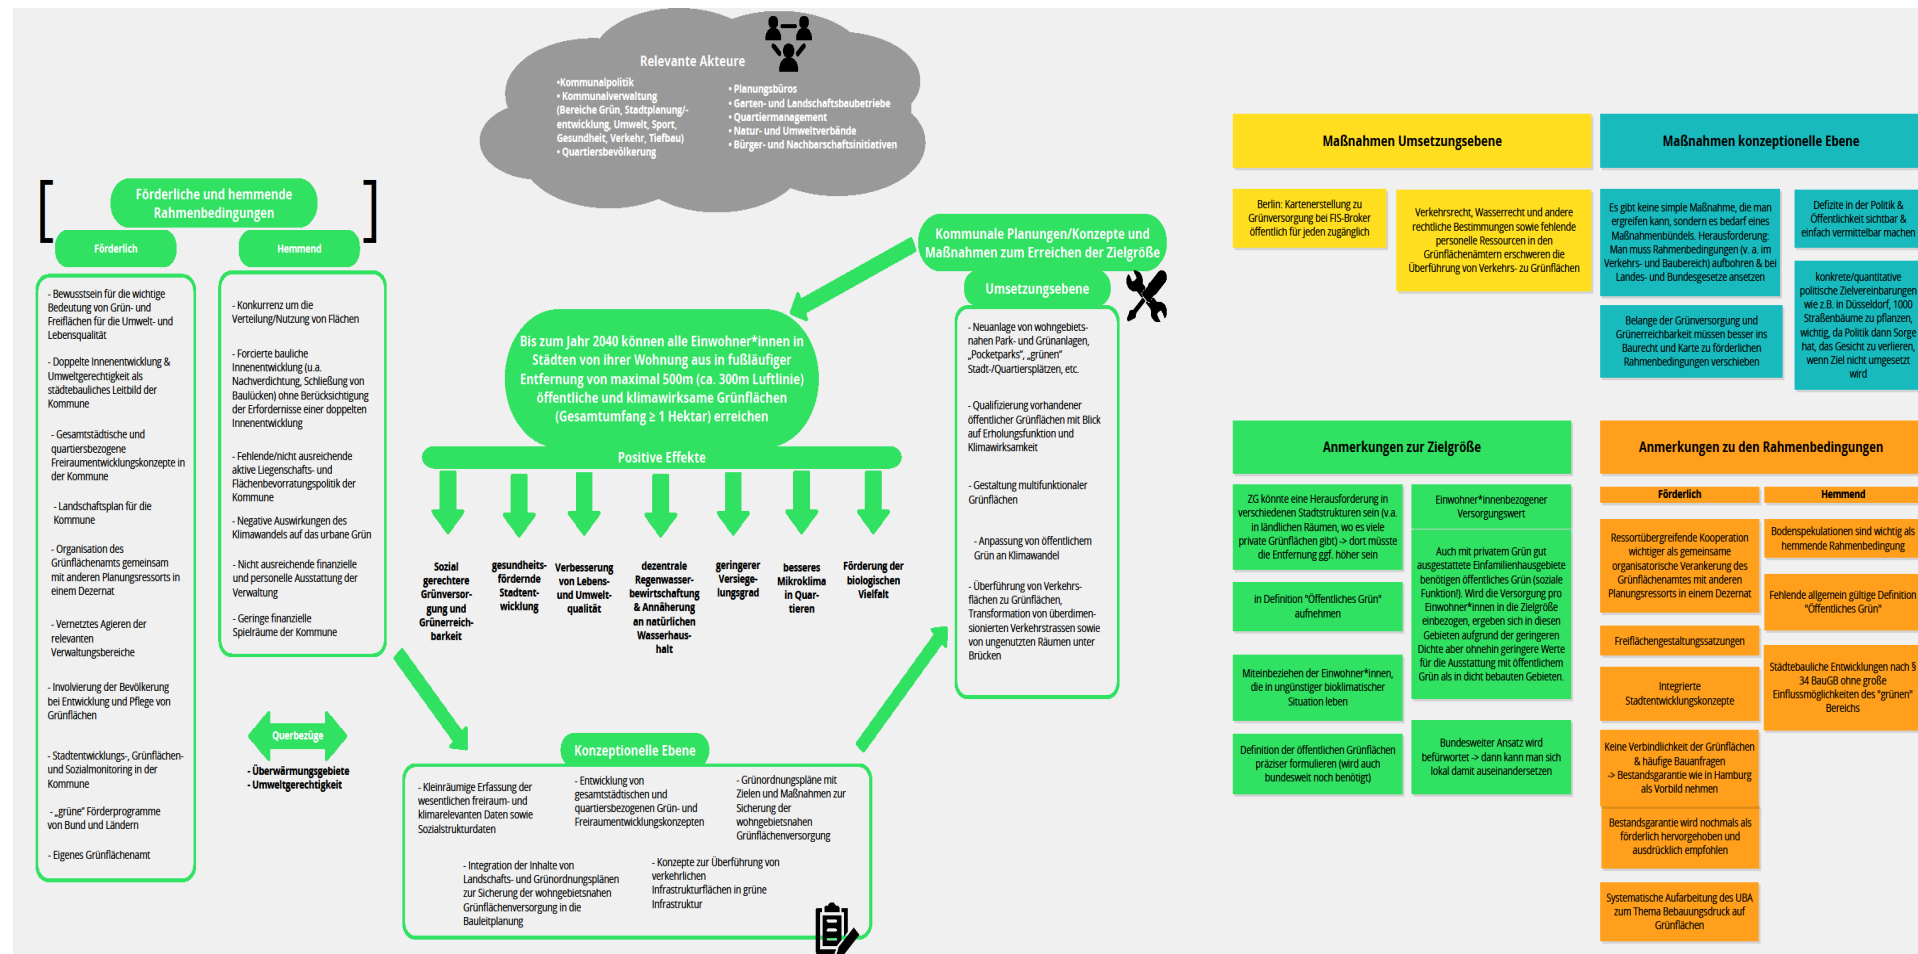 Relevante Akteure
•Kommunalpolitik
• Kommunalverwaltung
(Bereiche Grün, Stadtplanung/-
entwicklung, Umwelt, Sport,
Gesundheit, Verkehr, Tiefbau)
• Quartiersbevölkerung
• Planungsbüros
• Garten- und Landschaftsbaubetriebe
• Quartiermanagement
• Natur- und Umweltverbände
• Bürger- und Nachbarschaftsinitiativen
Förderliche und hemmende
Rahmenbedingungen
Förderlich
- Bewusstsein für die wichtige
Bedeutung von Grün- und
Freiflächen für die Umwelt- und
Lebensqualität
- Doppelte Innenentwicklung &
Umweltgerechtigkeit als
städtebauliches Leitbild der
Kommune
- Gesamtstädtische und
quartiersbezogene
Freiraumentwicklungskonzepte in
der Kommune
- Landschaftsplan für die
Kommune
- Organisation des
Grünflächenamts gemeinsam
mit anderen Planungsressorts in
einem Dezernat
- Vernetztes Agieren der
relevanten
Verwaltungsbereiche
- Involvierung der Bevölkerung
bei Entwicklung und Pflege von
Grünflächen
- Stadtentwicklungs-, Grünflächen-
und Sozialmonitoring in der
Kommune
- „grüne“ Förderprogramme
von Bund und Ländern
- Eigenes Grünflächenamt
Hemmend
- Konkurrenz um die
Verteilung/Nutzung von Flächen
- Forcierte bauliche
Innenentwicklung (u.a.
Nachverdichtung, Schließung von
Baulücken) ohne Berücksichtigung
der Erfordernisse einer doppelten
Innenentwicklung
- Fehlende/nicht ausreichende
aktive Liegenschafts- und
Flächenbevorratungspolitik der
Kommune
- Negative Auswirkungen des
Klimawandels auf das urbane Grün
- Nicht ausreichende finanzielle
und personelle Ausstattung der
Verwaltung
- Geringe finanzielle
Spielräume der Kommune
Querbezüge
- Überwärmungsgebiete
- Umweltgerechtigkeit
Bis zum Jahr 2040 können alle Einwohner*innen in
Städten von ihrer Wohnung aus in fußläufiger
Entfernung von maximal 500m (ca. 300m Luftlinie)
öffentliche und klimawirksame Grünflächen
(Gesamtumfang ≥ 1 Hektar) erreichen
Positive Effekte
Sozial
gerechtere
Grünversor-
gung und
Grünerreich-
barkeit
gesundheits-
fördernde
Stadtent-
wicklung
Verbesserung
von Lebens-
und Umwelt-
qualität
dezentrale
Regenwasser-
bewirtschaftung
& Annäherung
an natürlichen
Wasserhaus-
halt
geringerer
Versiege-
lungsgrad
besseres
Mikroklima
in Quar-
tieren
Förderung der
biologischen
Vielfalt
Konzeptionelle Ebene
- Kleinräumige Erfassung der
wesentlichen freiraum- und
klimarelevanten Daten sowie
Sozialstrukturdaten
- Entwicklung von
gesamtstädtischen und
quartiersbezogenen Grün- und
Freiraumentwicklungskonzepten
- Grünordnungspläne mit
Zielen und Maßnahmen zur
Sicherung der
wohngebietsnahen
Grünflächenversorgung
- Integration der Inhalte von
Landschafts- und Grünordnungsplänen
zur Sicherung der wohngebietsnahen
Grünflächenversorgung in die
Bauleitplanung
- Konzepte zur Überführung von
verkehrlichen
Infrastrukturflächen in grüne
Infrastruktur
Kommunale Planungen/Konzepte und
Maßnahmen zum Erreichen der Zielgröße
Umsetzungsebene
- Neuanlage von wohngebiets-
nahen Park- und Grünanlagen,
„Pocketparks“, „grünen“
Stadt-/Quartiersplätzen, etc.
- Qualifizierung vorhandener
öffentlicher Grünflächen mit Blick
auf Erholungsfunktion und
Klimawirksamkeit
- Gestaltung multifunktionaler
Grünflächen
- Anpassung von öffentlichem
Grün an Klimawandel
- Überführung von Verkehrs-
flächen zu Grünflächen,
Transformation von überdimen-
sionierten Verkehrstrassen sowie
von ungenutzten Räumen unter
Brücken
Maßnahmen Umsetzungsebene
Berlin: Kartenerstellung zu
Grünversorgung bei FIS-Broker
öffentlich für jeden zugänglich
Verkehrsrecht, Wasserrecht und andere
rechtliche Bestimmungen sowie fehlende
personelle Ressourcen in den
Grünflächenämtern erschweren die
Überführung von Verkehrs- zu Grünflächen
Maßnahmen konzeptionelle Ebene
Es gibt keine simple Maßnahme, die man
ergreifen kann, sondern es bedarf eines
Maßnahmenbündels. Herausforderung:
Man muss Rahmenbedingungen (v. a. im
Verkehrs- und Baubereich) aufbohren & bei
Landes- und Bundesgesetze ansetzen
Belange der Grünversorgung und
Grünerreichbarkeit müssen besser ins
Baurecht und Karte zu förderlichen
Rahmenbedingungen verschieben
Defizite in der Politik &
Öffentlichkeit sichtbar &
einfach vermittelbar machen
konkrete/quantitative
politische Zielvereinbarungen
wie z.B. in Düsseldorf, 1000
Straßenbäume zu pflanzen,
wichtig, da Politik dann Sorge
hat, das Gesicht zu verlieren,
wenn Ziel nicht umgesetzt
wird
Anmerkungen zur Zielgröße
ZG könnte eine Herausforderung in
verschiedenen Stadtstrukturen sein (v.a.
in ländlichen Räumen, wo es viele
private Grünflächen gibt) -> dort müsste
die Entfernung ggf. höher sein
in Definition "Öffentliches Grün"
aufnehmen
Miteinbeziehen der Einwohner*innen,
die in ungünstiger bioklimatischer
Situation leben
Definition der öffentlichen Grünflächen
präziser formulieren (wird auch
bundesweit noch benötigt)
Einwohner*innenbezogener
Versorgungswert
Auch mit privatem Grün gut
ausgestattete Einfamilienhausgebiete
benötigen öffentliches Grün (soziale
Funktion!). Wird die Versorgung pro
Einwohner*innen in die Zielgröße
einbezogen, ergeben sich in diesen
Gebieten aufgrund der geringeren
Dichte aber ohnehin geringere Werte
für die Ausstattung mit öffentlichem
Grün als in dicht bebauten Gebieten.
Bundesweiter Ansatz wird
befürwortet -> dann kann man sich
lokal damit auseinandersetzen
Anmerkungen zu den Rahmenbedingungen
Förderlich
Ressortübergreifende Kooperation
wichtiger als gemeinsame
organisatorische Verankerung des
Grünflächenamtes mit anderen
Planungsressorts in einem Dezernat
Freiflächengestaltungssatzungen
Integrierte
Stadtentwicklungskonzepte
Keine Verbindlichkeit der Grünflächen
& häufige Bauanfragen
-> Bestandsgarantie wie in Hamburg
als Vorbild nehmen
Bestandsgarantie wird nochmals als
förderlich hervorgehoben und
ausdrücklich empfohlen
Systematische Aufarbeitung des UBA
zum Thema Bebauungsdruck auf
Grünflächen
Hemmend
Bodenspekulationen sind wichtig als
hemmende Rahmenbedingung
Fehlende allgemein gültige Definition
"Öffentliches Grün"
Städtebauliche Entwicklungen nach §
34 BauGB ohne große
Einflussmöglichkeiten des "grünen"
Bereichs